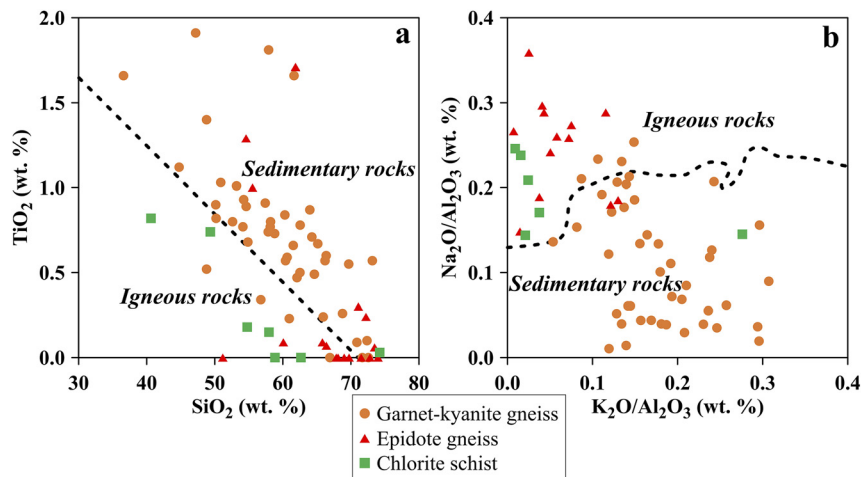 a
2.0
1.5
1.0
0.5
0.0
TiO2 (wt. %)
Sedimentary rocks
Igneous rocks
30 40 50 60 70 80
SiO2 (wt. %)
b
0.4
0.3
0.2
0.1
0.0
Na2O/Al2O3 (wt. %)
Igneous rocks
Sedimentary rocks
0.0 0.1 0.2 0.3 0.4
K2O/Al2O3 (wt. %)
Garnet-kyanite gneiss
Epidote gneiss
Chlorite schist